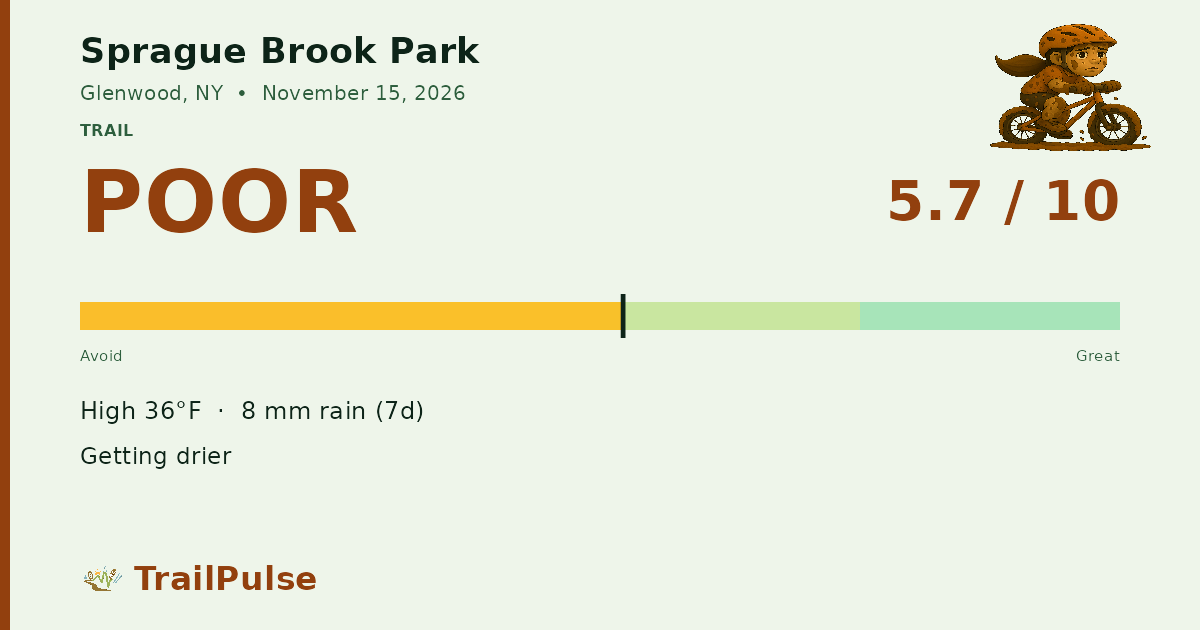 Sprague Brook Park
Glenwood, NY • November 15, 2026
TRAIL
POOR
5.7 / 10
Avoid
Great
High 36°F · 8 mm rain (7d)
Getting drier
TrailPulse